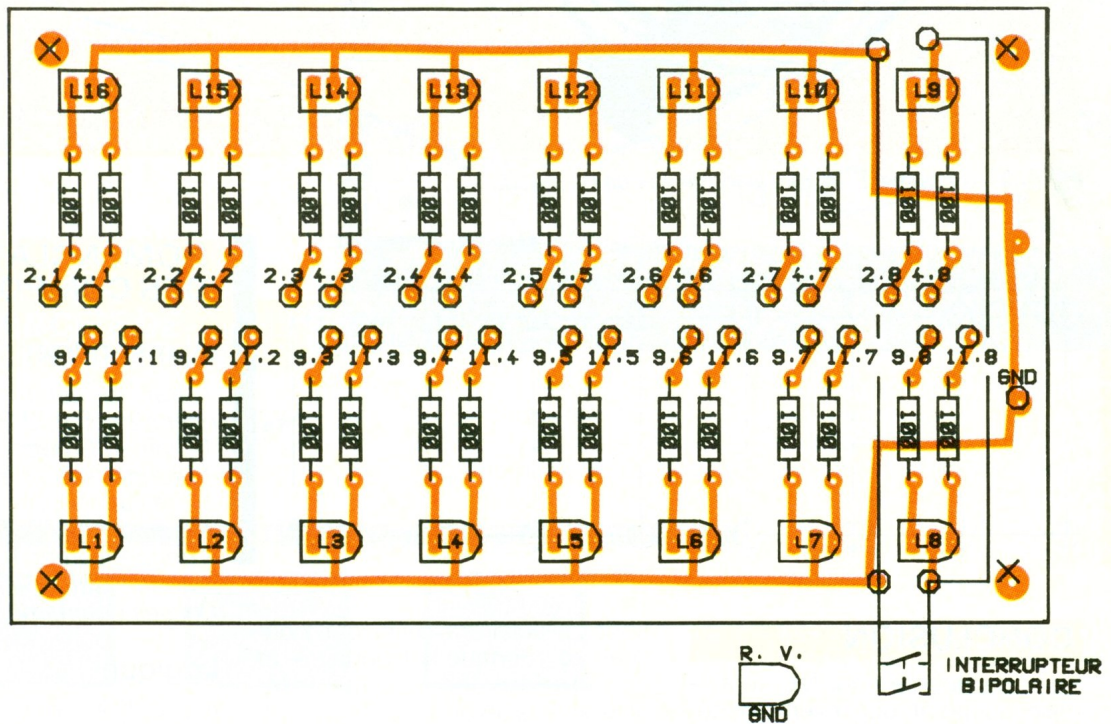 L16 L15 L14 L13 L12 L11 L10 L9
100 100 100 100 100 100 100 100 100 100 100 100 100 100 100 100
2.1 4.1 2.2 4.2 2.3 4.3 2.4 4.4 2.5 4.5 2.6 4.6 2.7 4.7 2.8 4.8
9.1 11.1 9.2 11.2 9.3 11.3 9.4 11.4 9.5 11.5 9.6 11.6 9.7 11.7 9.8 11.8
GND
100 100 100 100 100 100 100 100 100 100 100 100 100 100 100 100
L1 L2 L3 L4 L5 L6 L7 L8
R. V.
GND
INTERRUPTEUR
BIPOLAIRE